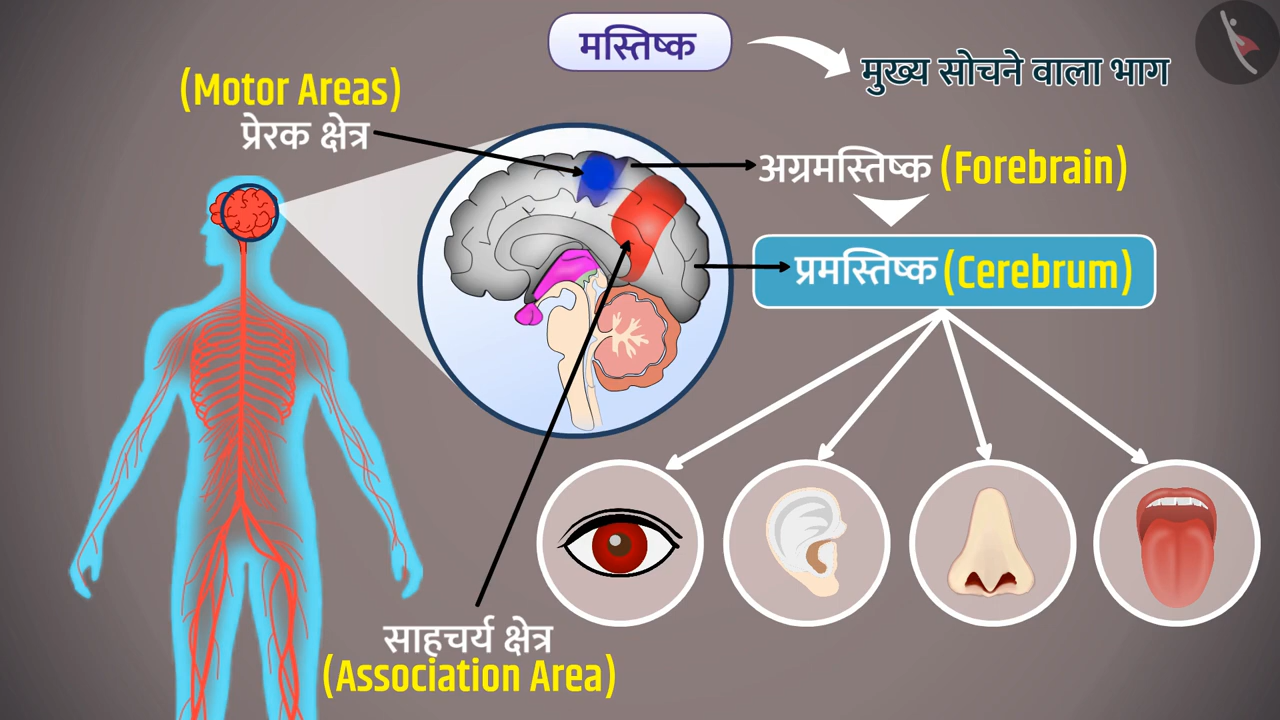 मस्तिष्क
मुख्य सोचने वाला भाग
(Motor Areas)
प्रेरक क्षेत्र
अग्रमस्तिष्क (Forebrain)
प्रमस्तिष्क (Cerebrum)
साहचर्य क्षेत्र
(Association Area)